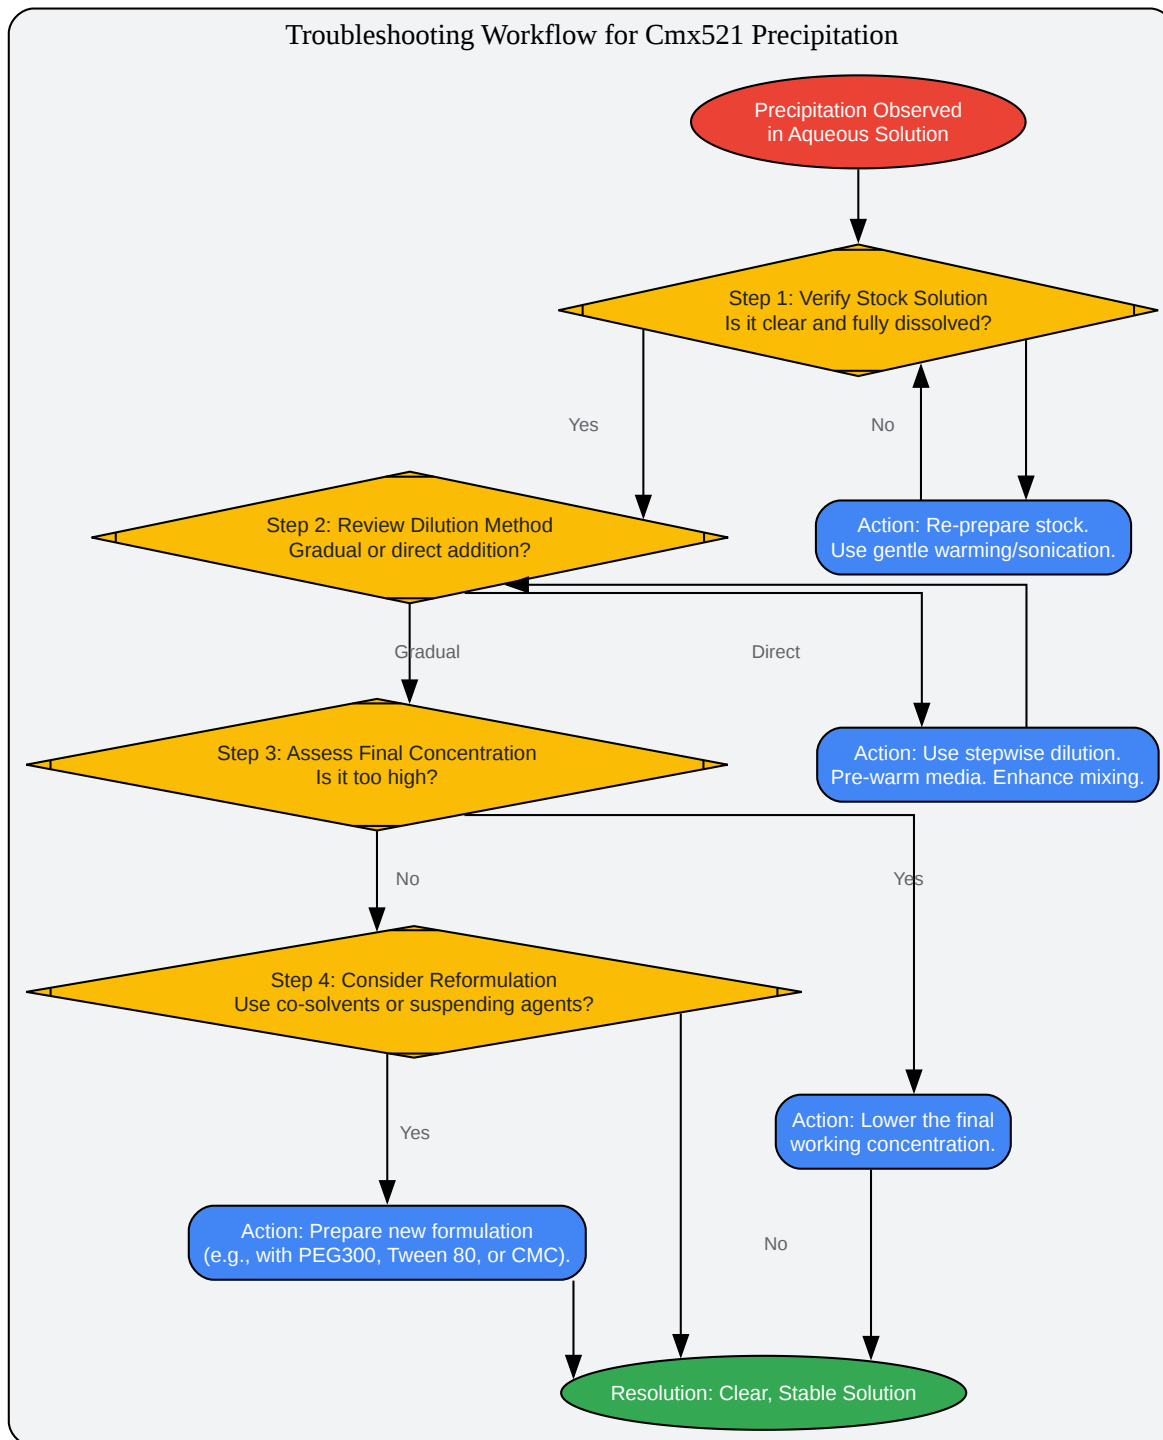 Troubleshooting Workflow for Cmx521 Precipitation
Precipitation Observed
in Aqueous Solution
Step 1: Verify Stock Solution
Is it clear and fully dissolved?
Yes
No
Step 2: Review Dilution Method
Gradual or direct addition?
Action: Re-prepare stock.
Use gentle warming/sonication.
Gradual
Direct
Step 3: Assess Final Concentration
Is it too high?
Action: Use stepwise dilution.
Pre-warm media. Enhance mixing.
No
Yes
Step 4: Consider Reformulation
Use co-solvents or suspending agents?
Yes
Action: Lower the final
working concentration.
Action: Prepare new formulation
(e.g., with PEG300, Tween 80, or CMC).
No
Resolution: Clear, Stable Solution